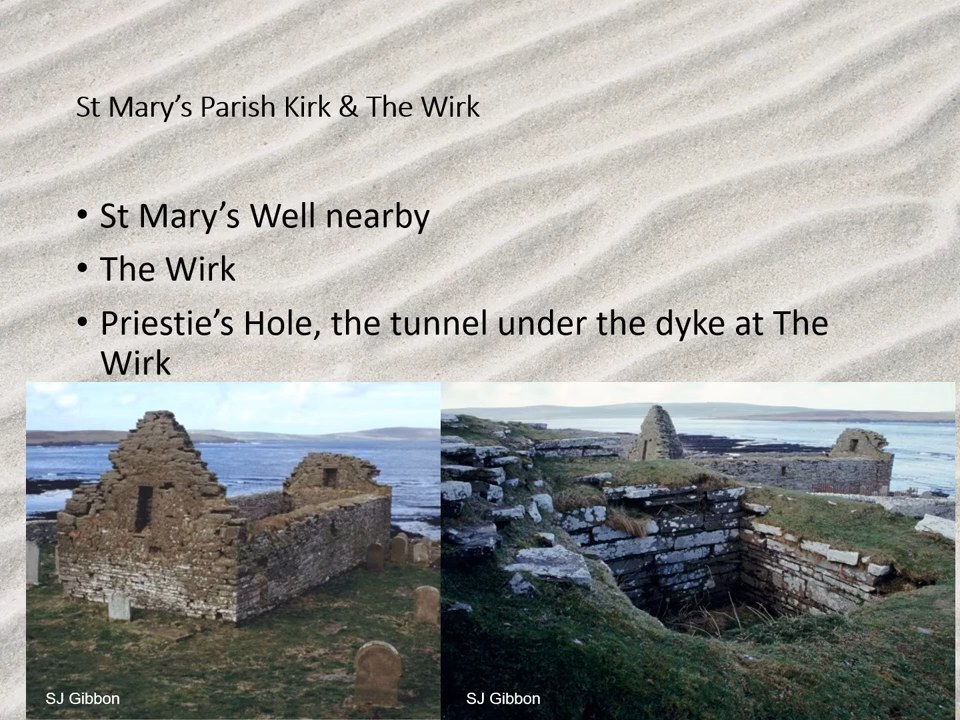 St Mary’s Parish Kirk & The Wirk
• St Mary’s Well nearby
• The Wirk
• Priestie’s Hole, the tunnel under the dyke at The
Wirk
SJ Gibbon
SJ Gibbon